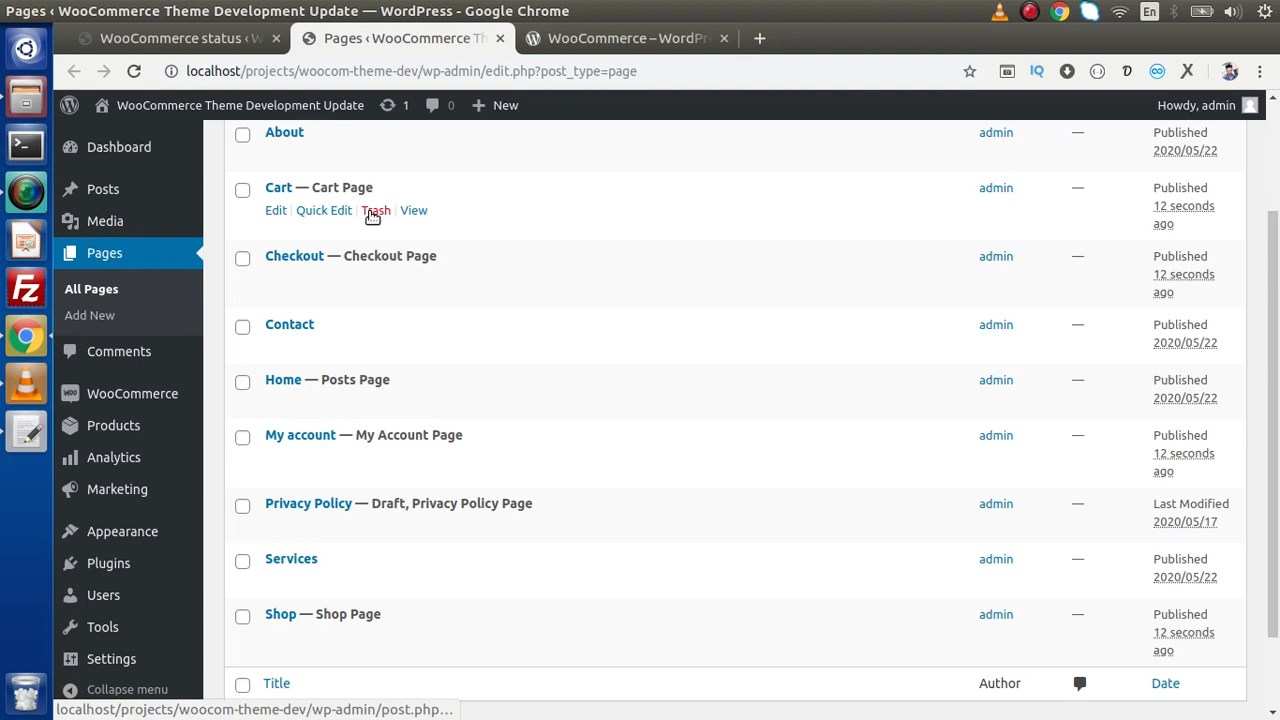 Pages ‹ WooCommerce Theme Development Update — WordPress - Google Chrome
En
WooCommerce status ‹ W
Pages ‹ WooCommerce Th
WooCommerce – WordPr
localhost/projects/woocom-theme-dev/wp-admin/edit.php?post_type=page
IQ
WooCommerce Theme Development Update 1 0 New Howdy, admin
Dashboard
Posts
Media
Pages
All Pages
Add New
Comments
WooCommerce
Products
Analytics
Marketing
Appearance
Plugins
Users
Tools
Settings
Collapse menu
About admin — Published
2020/05/22
Cart — Cart Page admin — Published
12 seconds
ago
Edit | Quick Edit | Trash | View
Checkout — Checkout Page admin — Published
12 seconds
ago
Contact admin — Published
2020/05/22
Home — Posts Page admin — Published
2020/05/22
My account — My Account Page admin — Published
12 seconds
ago
Privacy Policy — Draft, Privacy Policy Page admin — Last Modified
2020/05/17
Services admin — Published
2020/05/22
Shop — Shop Page admin — Published
12 seconds
ago
Title Author Date
localhost/projects/woocom-theme-dev/wp-admin/post.php...